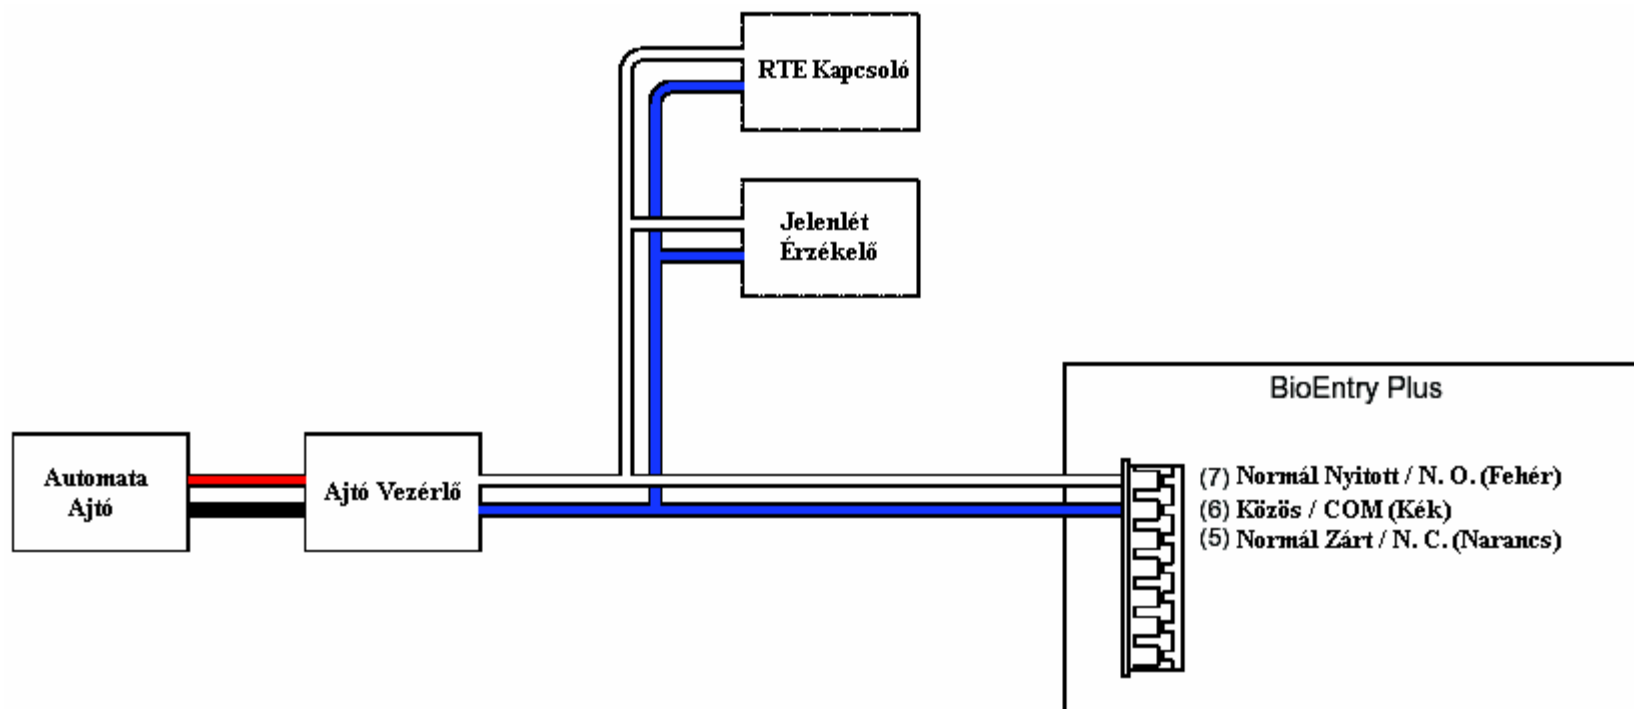 RTE Kapcsoló
Jelenlét
Érzékelő
BioEntry Plus
Automata
Ajtó
Ajtó Vezérlő
(7) Normál Nyitott / N. O. (Fehér)
(6) Közös / COM (Kék)
(5) Normál Zárt / N. C. (Narancs)